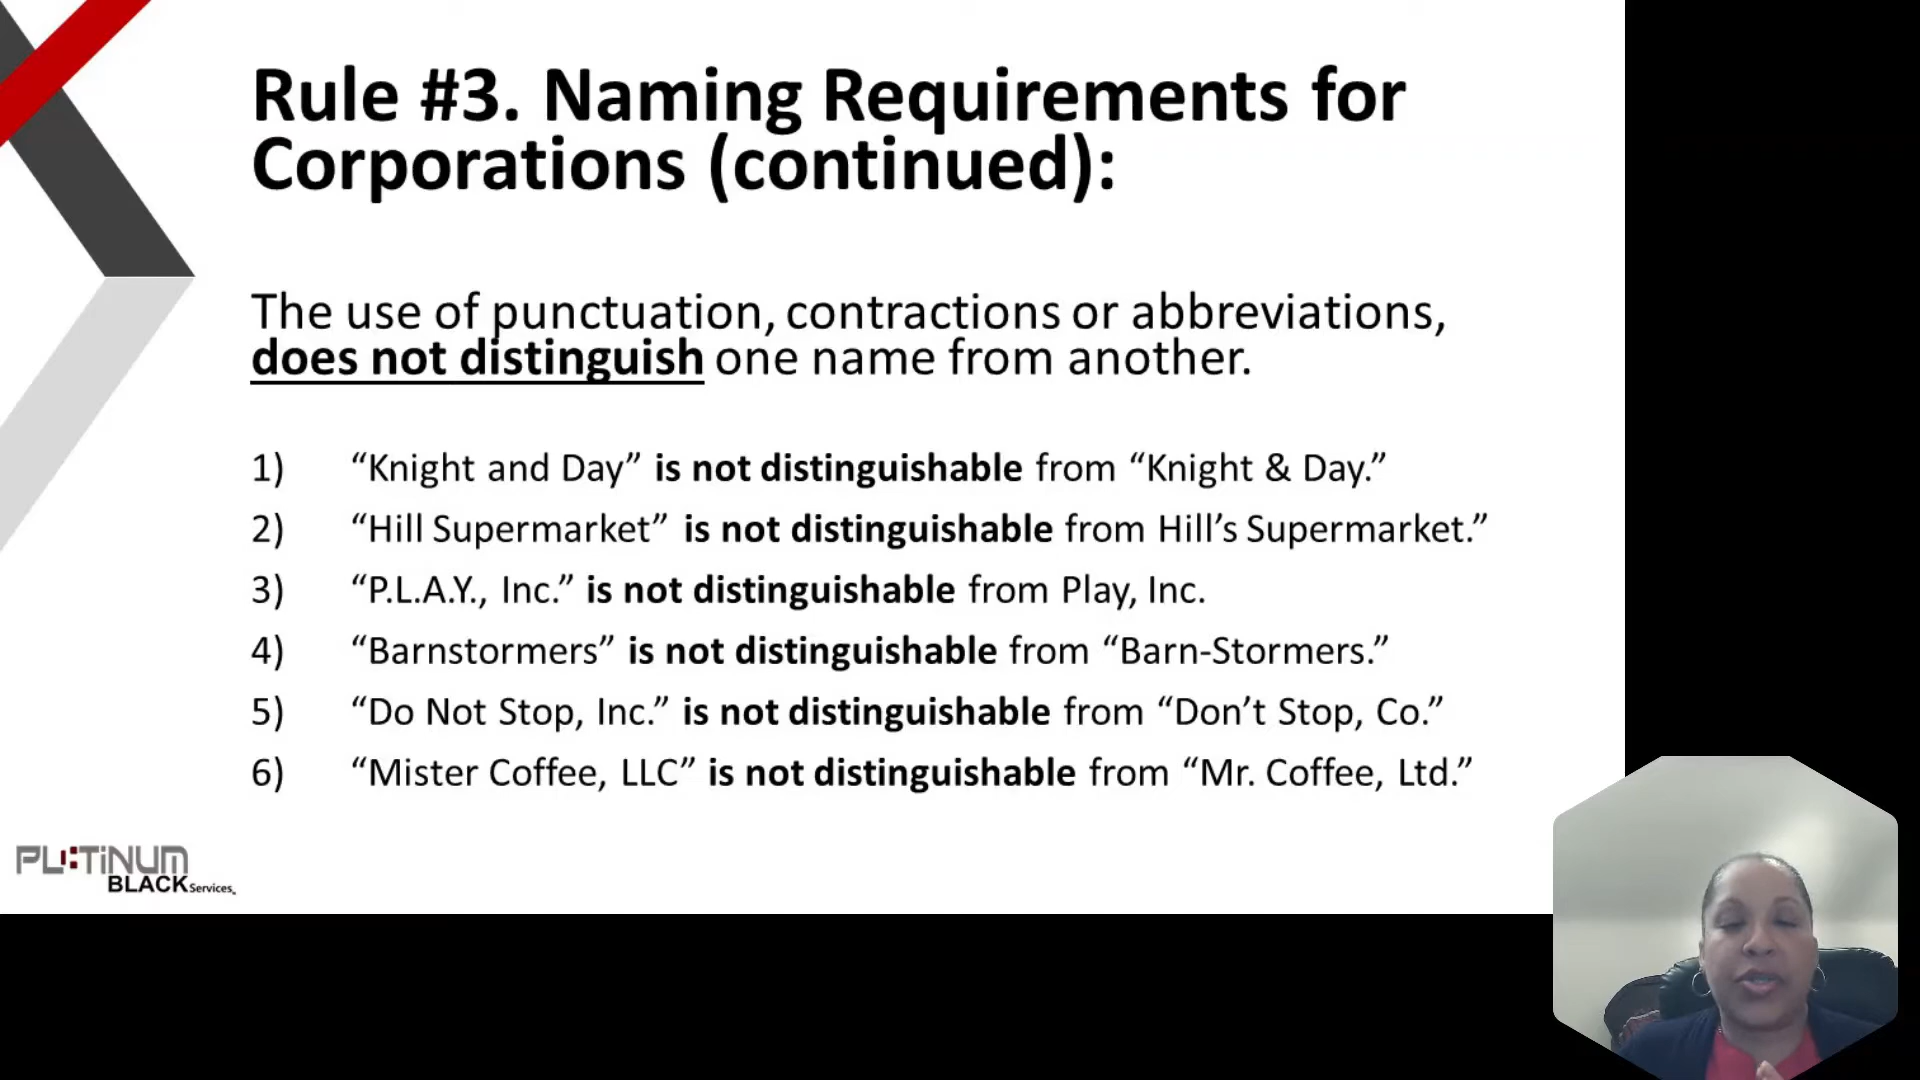 Rule #3. Naming Requirements for
Corporations (continued):
The use of punctuation, contractions or abbreviations,
does not distinguish one name from another.
1) “Knight and Day” is not distinguishable from “Knight & Day.”
2) “Hill Supermarket” is not distinguishable from Hill’s Supermarket.”
3) “P.L.A.Y., Inc.” is not distinguishable from Play, Inc.
4) “Barnstormers” is not distinguishable from “Barn-Stormers.”
5) “Do Not Stop, Inc.” is not distinguishable from “Don’t Stop, Co.”
6) “Mister Coffee, LLC” is not distinguishable from “Mr. Coffee, Ltd.”
PLATiNUM
BLACK Services